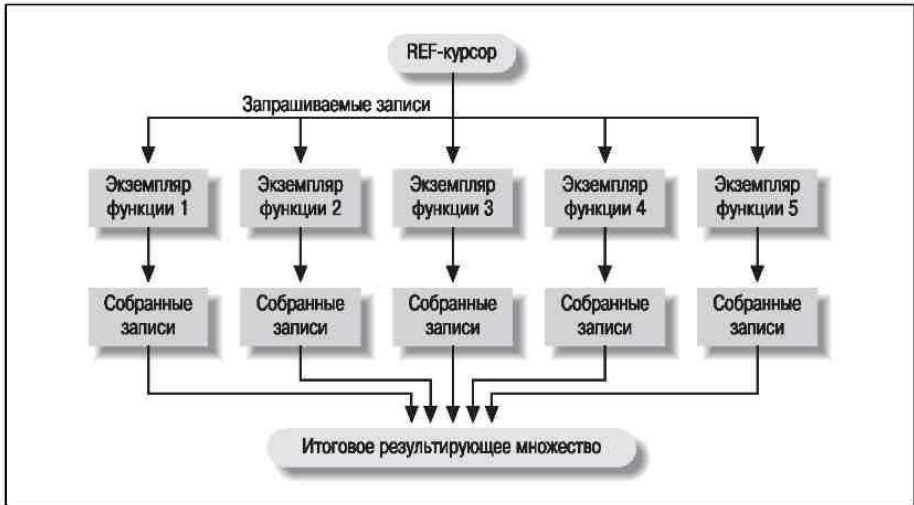 REF-курсор
Запрашиваемые записи
Экземпляр
функции 1
Экземпляр
функции 2
Экземпляр
функции 3
Экземпляр
функции 4
Экземпляр
функции 5
Собранные
записи
Собранные
записи
Собранные
записи
Собранные
записи
Собранные
записи
Итоговое результирующее множество